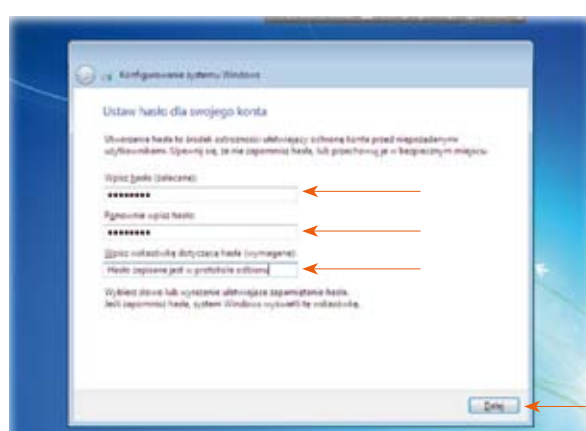 Konfigurowanie systemu Windows
Ustaw hasło dla swojego konta
Utworzenie hasła to środek ostrożności ułatwiający ochronę konta przed niepożądanymi
użytkownikami. Upewnij się, że nie zapomnisz hasła, lub przechowuj je w bezpiecznym miejscu.
Wpisz hasło (zalecane):
••••••••
Ponownie wpisz hasło:
••••••••
Wpisz wskazówkę dotyczącą hasła (wymagane):
Hasło zapisane jest w protokole odbioru
Wybierz słowo lub wyrażenie ułatwiające zapamiętanie hasła.
Jeśli zapomnisz hasła, system Windows wyświetli tę wskazówkę.
Dalej